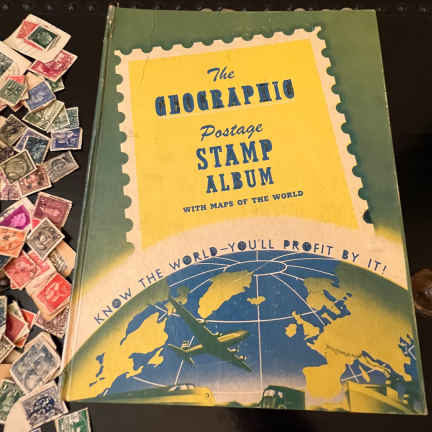 The
GEOGRAPHIC
Postage
STAMP
ALBUM
WITH MAPS OF THE WORLD
KNOW THE WORLD—YOU'LL PROFIT BY IT!